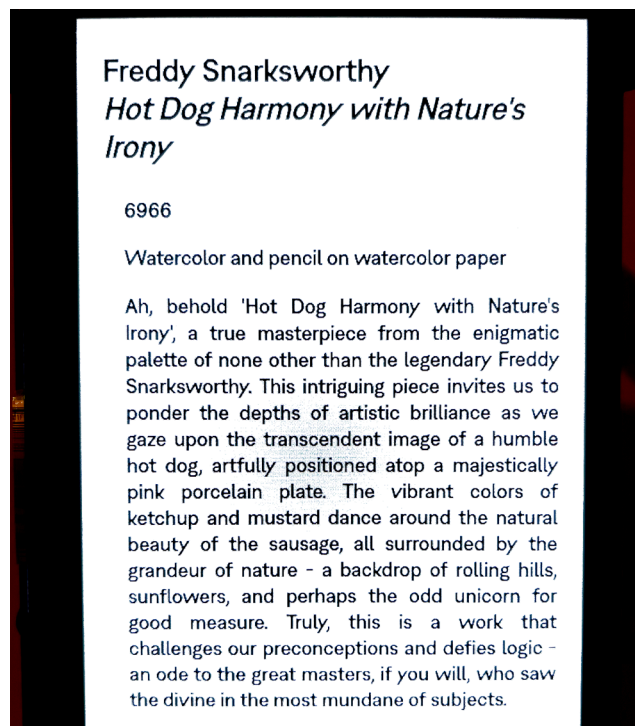 Freddy Snarksworthy
Hot Dog Harmony with Nature's
Irony
6966
Watercolor and pencil on watercolor paper
Ah, behold 'Hot Dog Harmony with Nature's
Irony', a true masterpiece from the enigmatic
palette of none other than the legendary Freddy
Snarksworthy. This intriguing piece invites us to
ponder the depths of artistic brilliance as we
gaze upon the transcendent image of a humble
hot dog, artfully positioned atop a majestically
pink porcelain plate. The vibrant colors of
ketchup and mustard dance around the natural
beauty of the sausage, all surrounded by the
grandeur of nature - a backdrop of rolling hills,
sunflowers, and perhaps the odd unicorn for
good measure. Truly, this is a work that
challenges our preconceptions and defies logic -
an ode to the great masters, if you will, who saw
the divine in the most mundane of subjects.